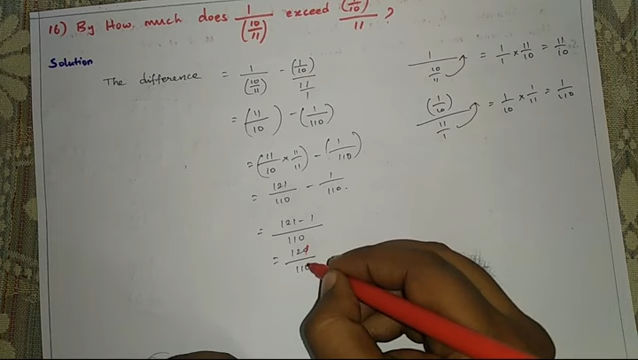 16) By How much does 1/(10/11) exceed (1/10)/11 ?
Solution
The difference = 1/(10/11) - (1/10)/(11/1)
= (11/10) - (1/110)
= (11/10 × 11/11) - (1/110)
= 121/110 - 1/110.
= 121-1/110
= 120/110
1/(10/11) = 1/1 × 11/10 = 11/10
(1/10)/(11/1) = 1/10 × 1/11 = 1/110